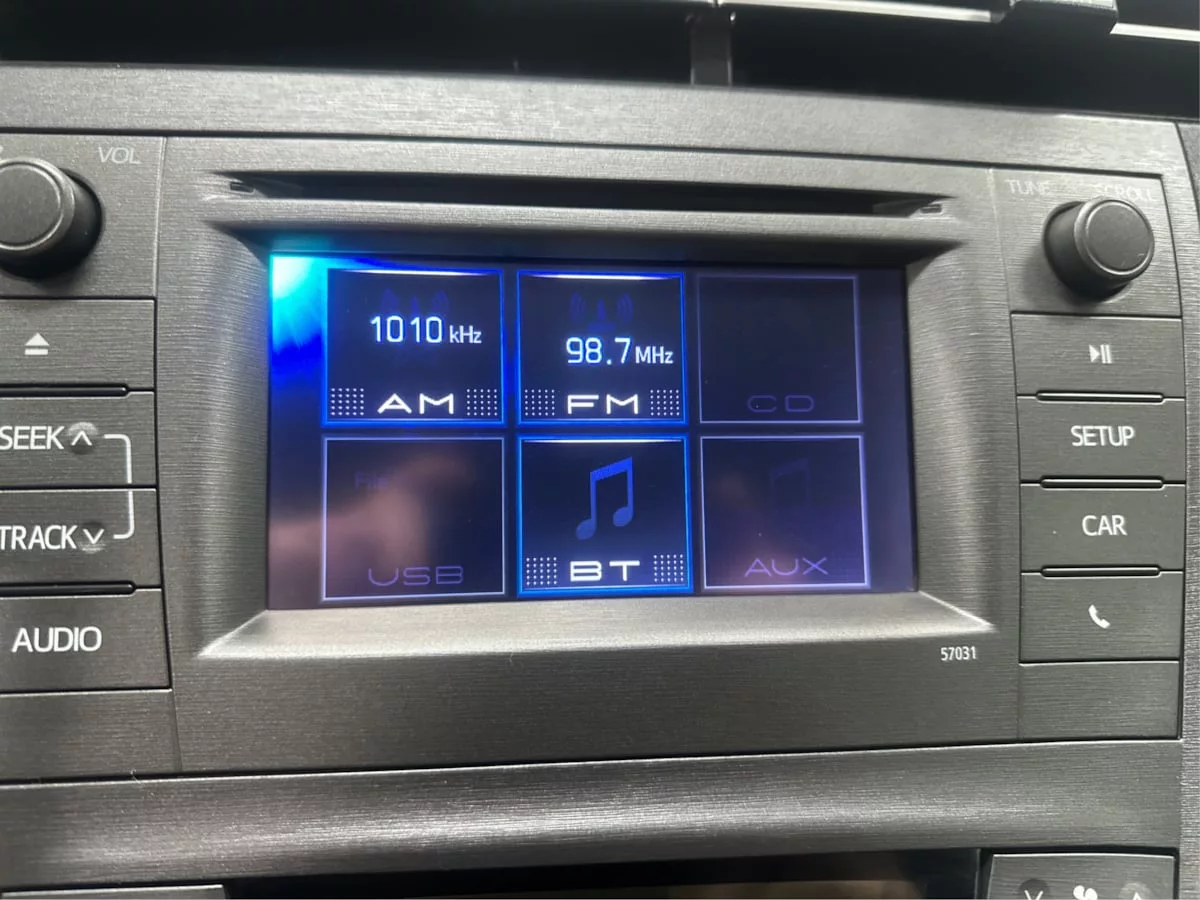 VOL
TUNE SCROLL
1010 kHz
98.7 MHz
AM
FM
CD
SEEK
SETUP
File
TRACK
CAR
USB
BT
AUX
AUDIO
57031